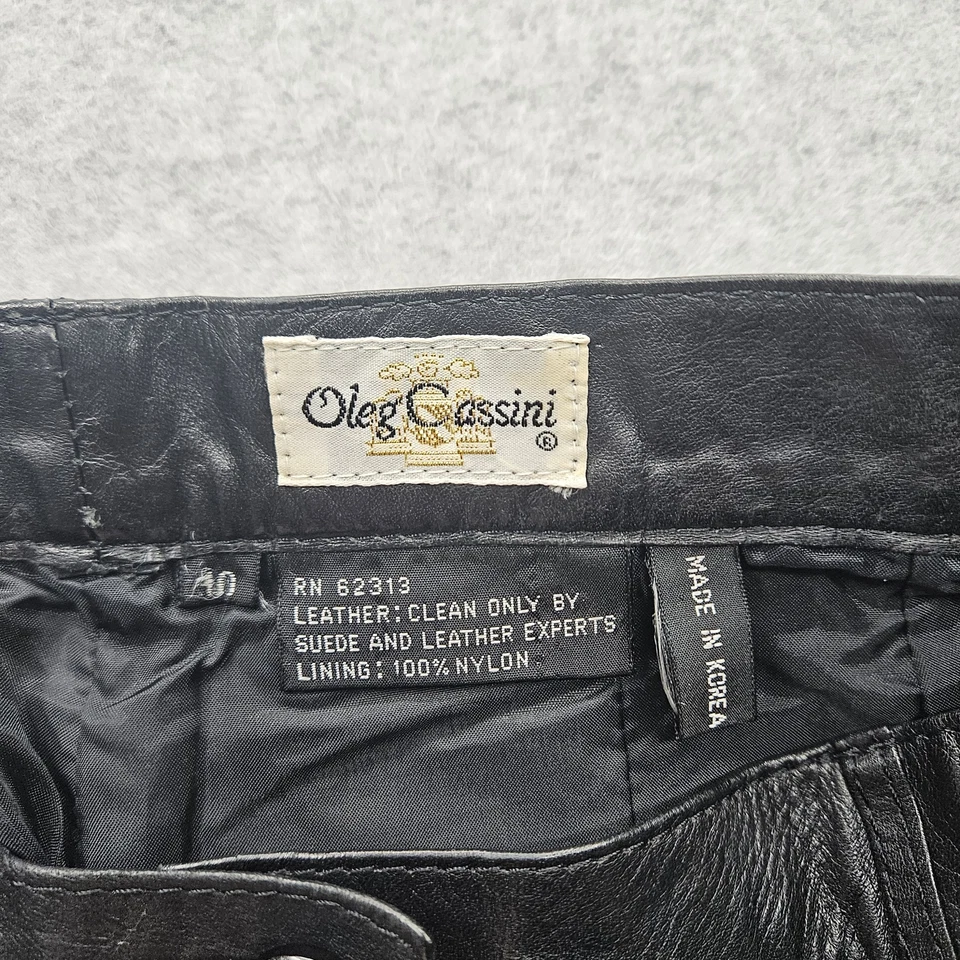 Oleg Cassini
®
40
RN 62313
LEATHER: CLEAN ONLY BY
SUEDE AND LEATHER EXPERTS
LINING: 100% NYLON
MADE IN KOREA